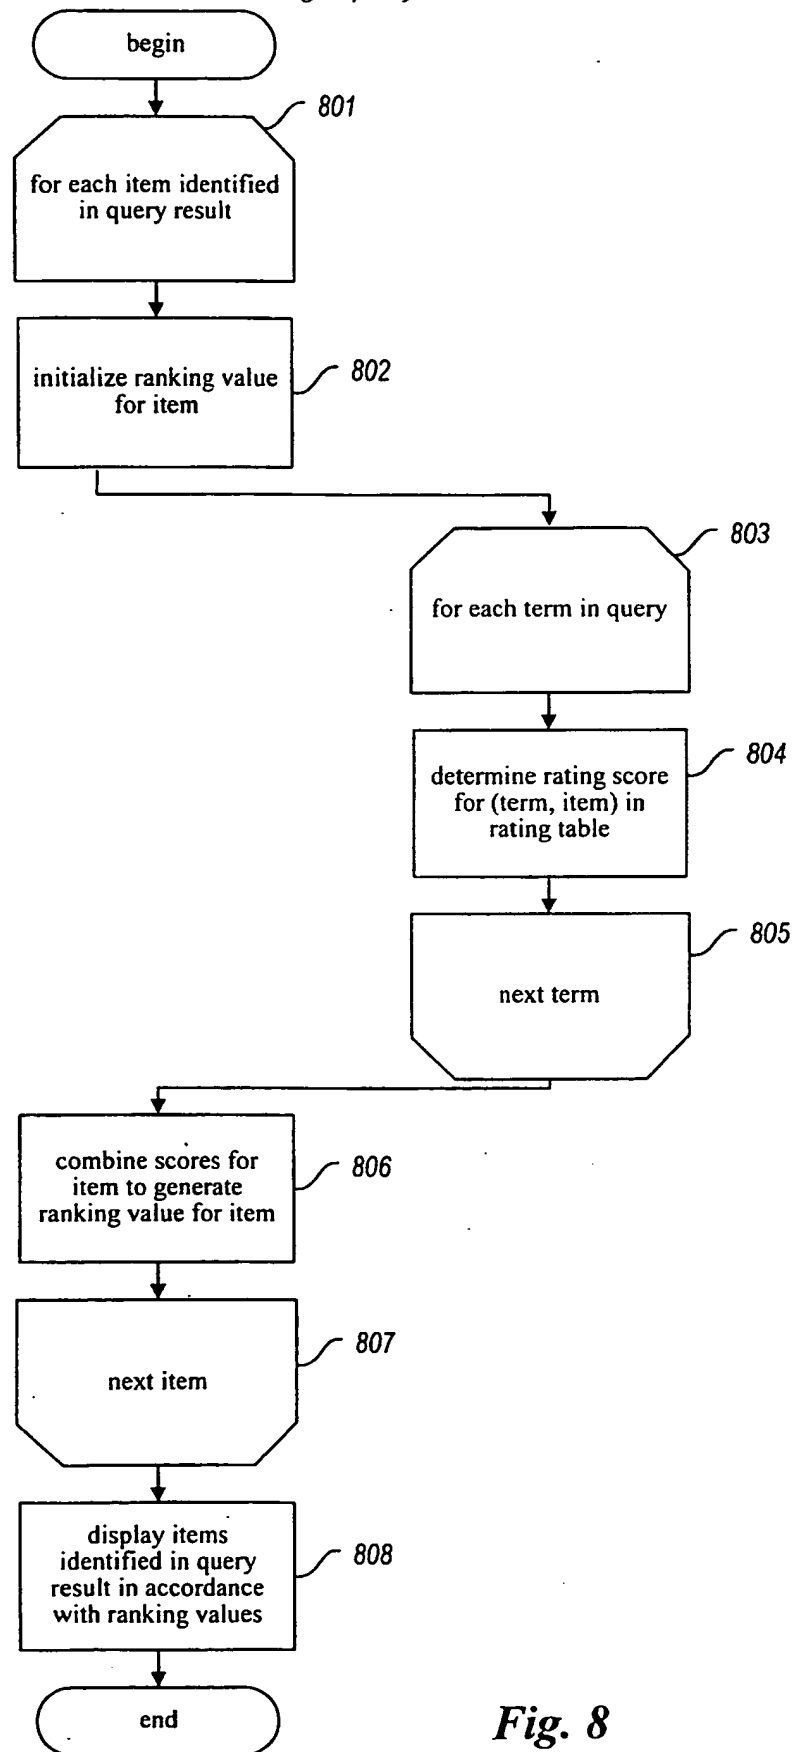 begin
801
for each item identified
in query result
802
initialize ranking value
for item
803
for each term in query
804
determine rating score
for (term, item) in
rating table
805
next term
combine scores for
item to generate
ranking value for item
806
next item
807
display items
identified in query
result in accordance
with ranking values
808
end
Fig. 8